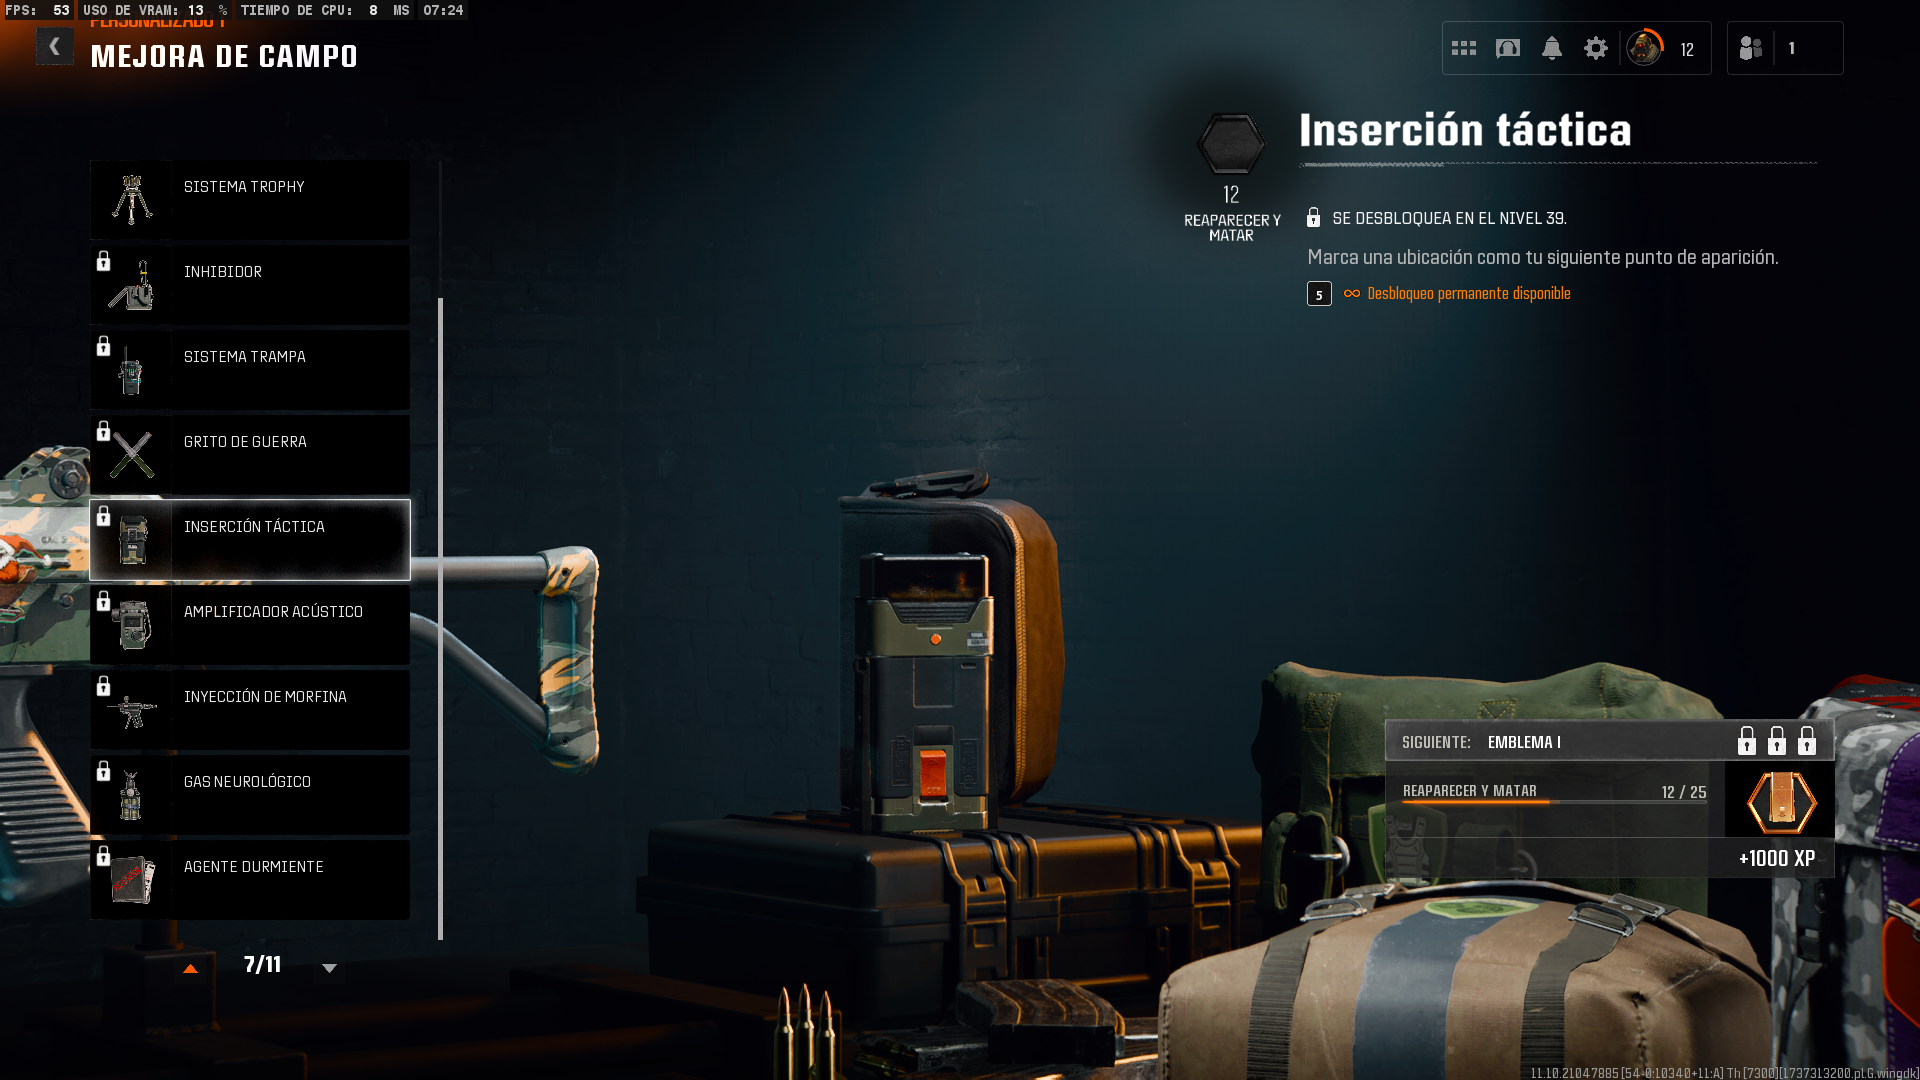 FPS: 53 USO DE VRAM: 13 % TIEMPO DE CPU: 8 MS 07:24
PERSONALIZADO 1
MEJORA DE CAMPO
12
1
SISTEMA TROPHY
INHIBIDOR
SISTEMA TRAMPA
GRITO DE GUERRA
INSERCIÓN TÁCTICA
AMPLIFICADOR ACÚSTICO
INYECCIÓN DE MORFINA
GAS NEUROLÓGICO
AGENTE DURMIENTE
7/11
12
REAPARECER Y
MATAR
Inserción táctica
SE DESBLOQUEA EN EL NIVEL 39.
Marca una ubicación como tu siguiente punto de aparición.
5 Desbloqueo permanente disponible
SIGUIENTE: EMBLEMA I
REAPARECER Y MATAR 12 / 25
+1000 XP
11.10.21047885 [54-0:10340+11:A] Th [7300][1737313200.pl.G.wingdk]